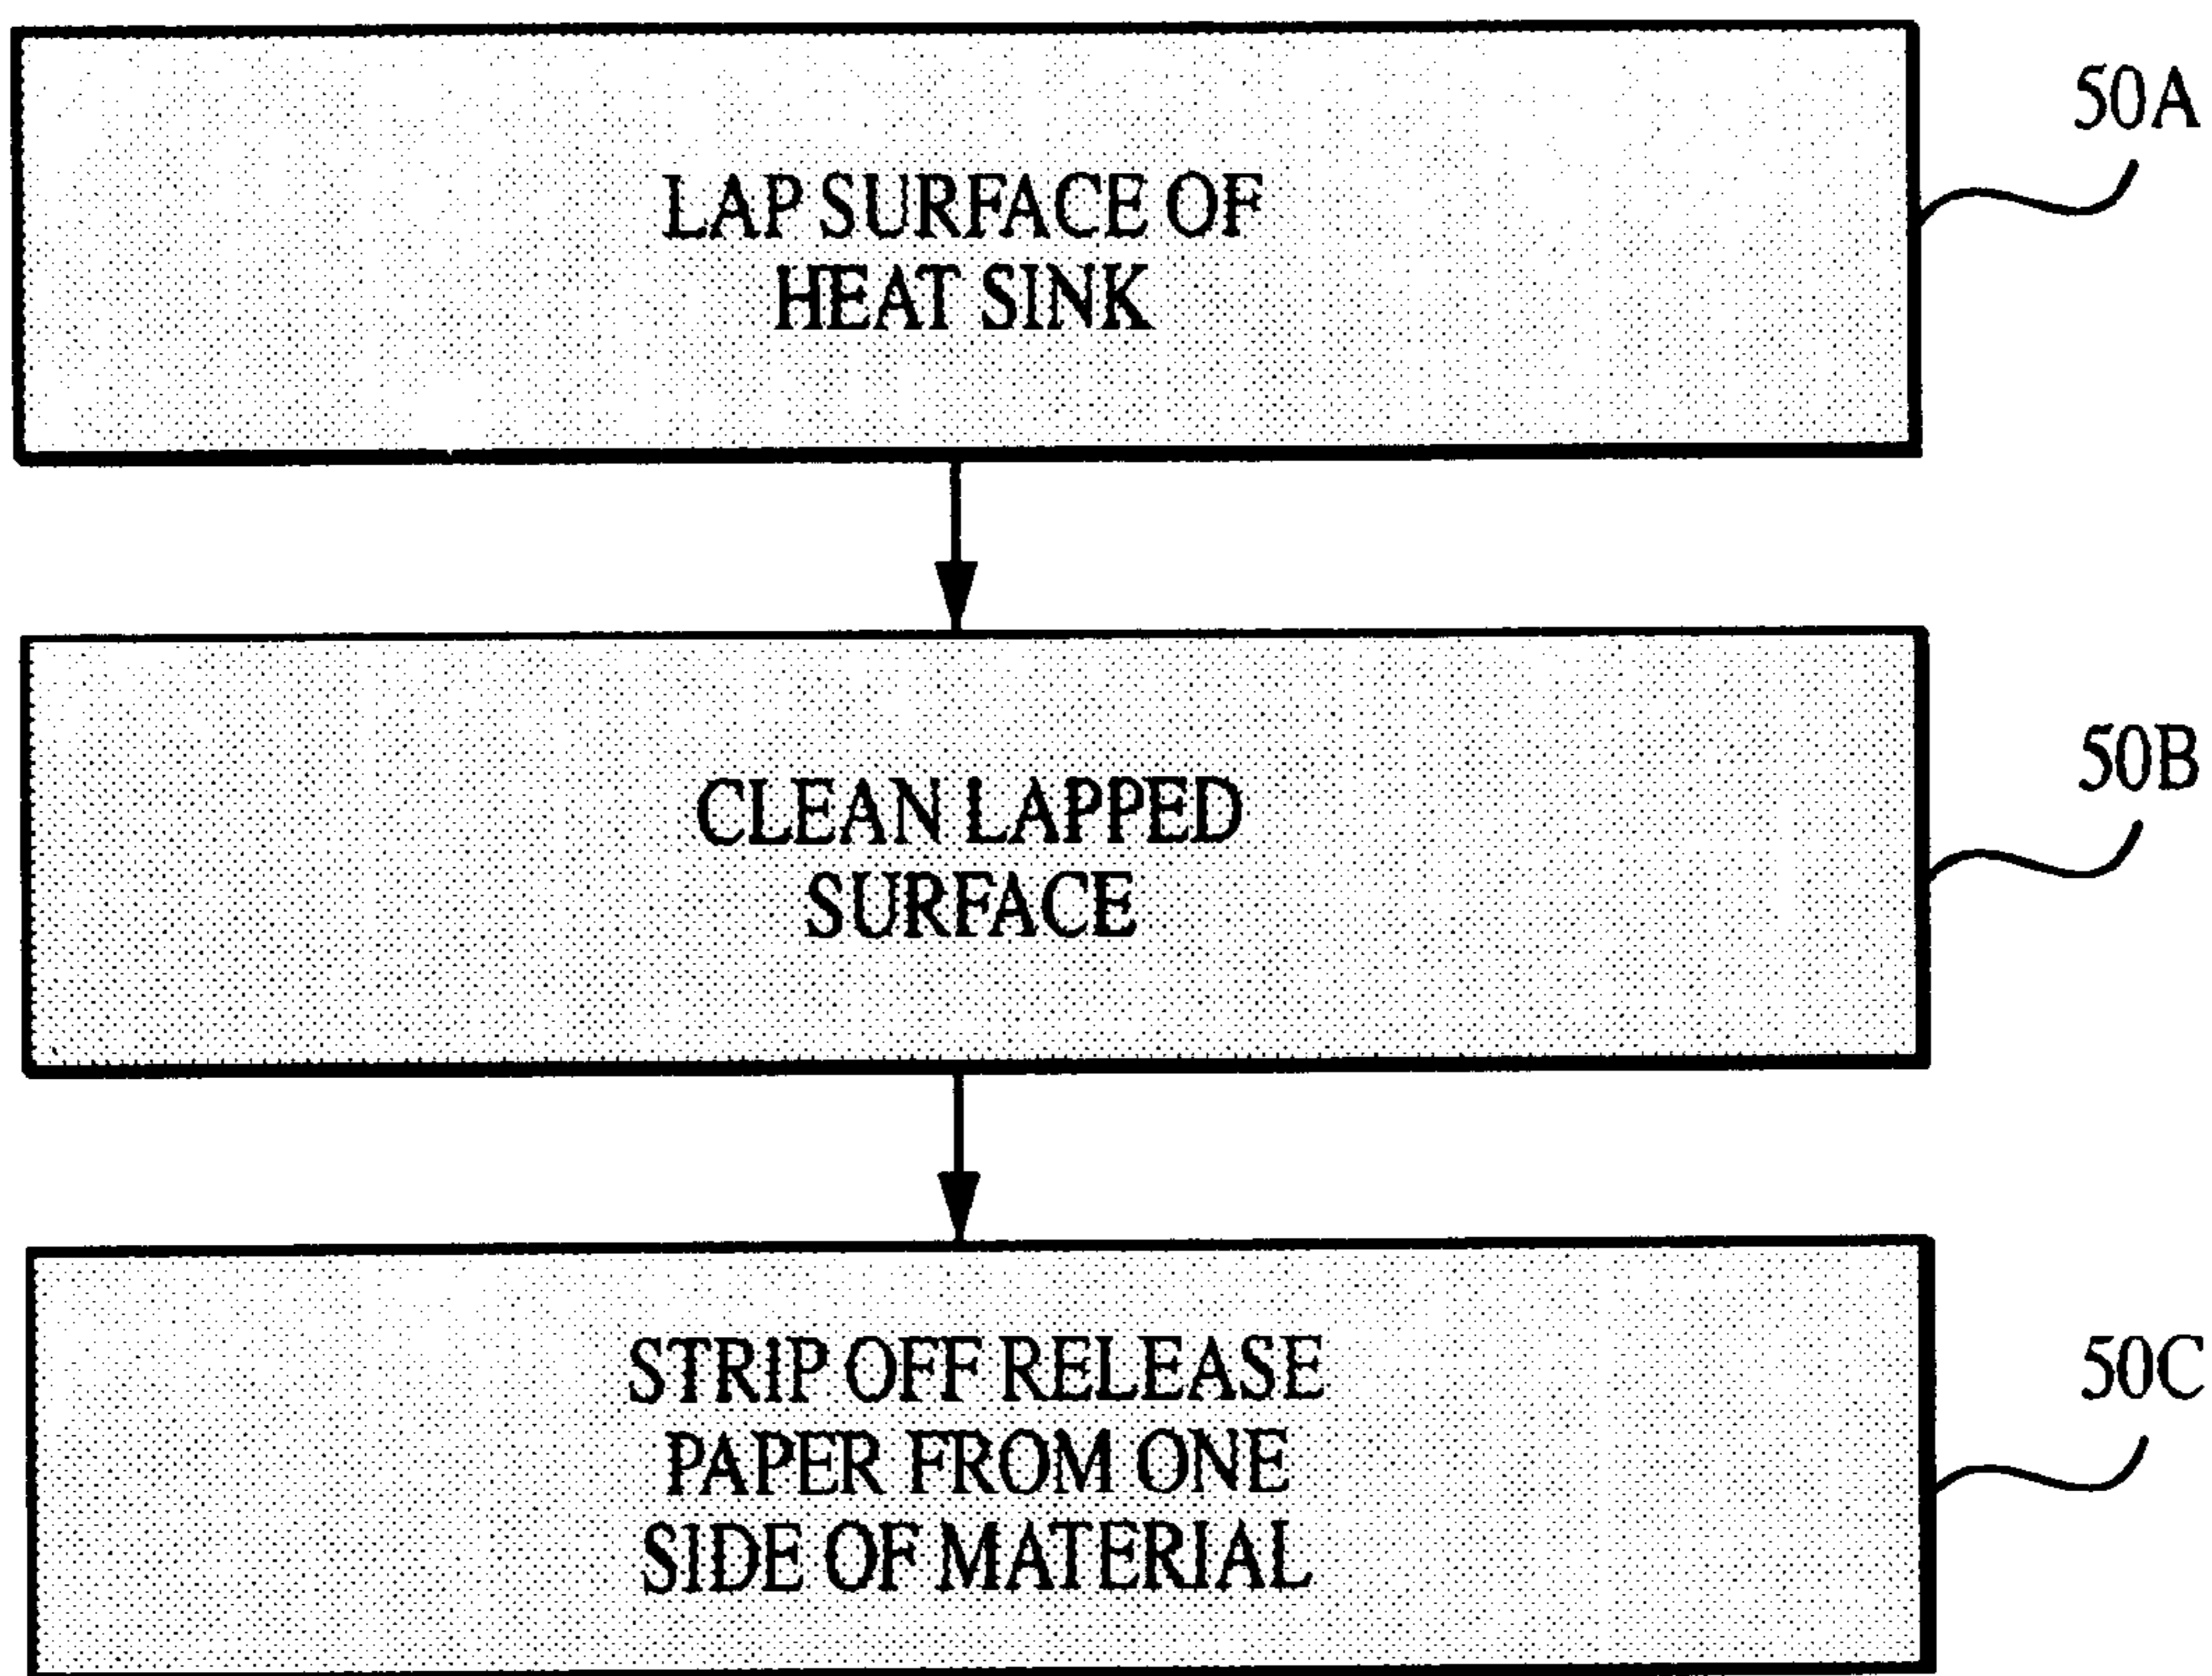 50A
LAP SURFACE OF
HEAT SINK
50B
CLEAN LAPPED
SURFACE
50C
STRIP OFF RELEASE
PAPER FROM ONE
SIDE OF MATERIAL